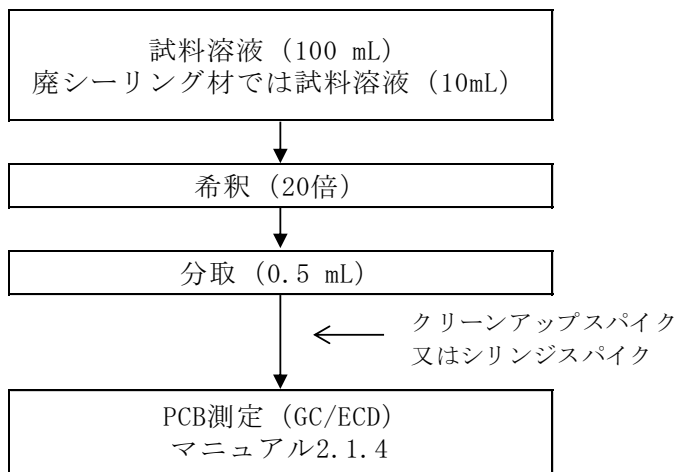 試料溶液 (100 mL)
廃シーリング材では試料溶液 (10mL)
希釈 (20倍)
分取 (0.5 mL)
クリーンアップスパイク
又はシリンジスパイク
PCB測定 (GC/ECD)
マニュアル2.1.4